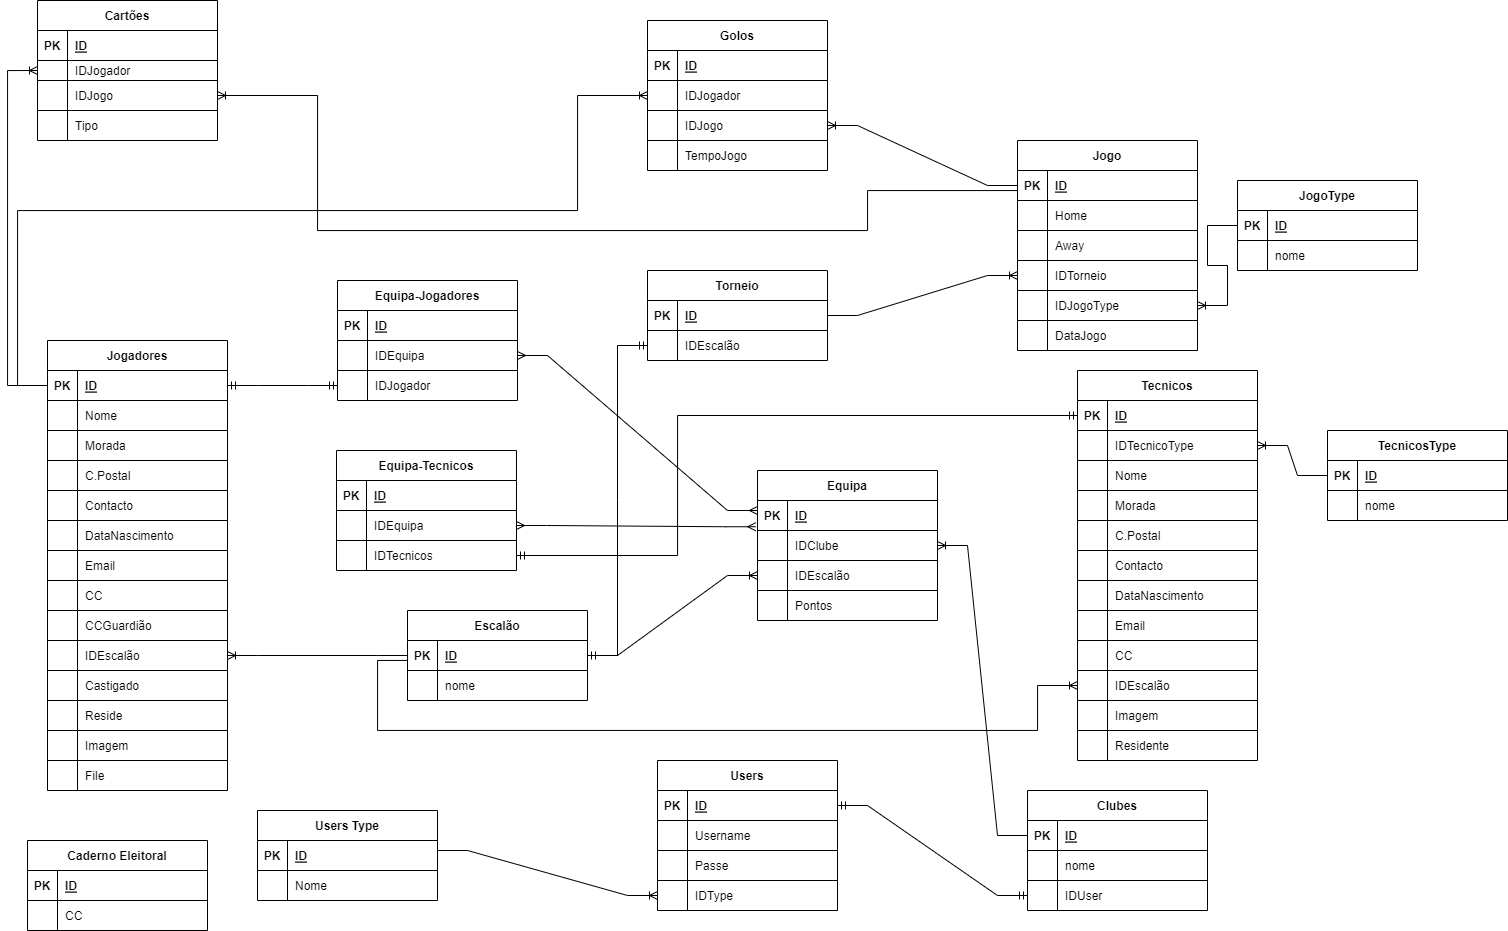 Cartões
PK ID
IDJogador
IDJogo
Tipo
Golos
PK ID
IDJogador
IDJogo
TempoJogo
Jogo
PK ID
Home
Away
IDTorneio
IDJogoType
DataJogo
JogoType
PK ID
nome
Equipa-Jogadores
PK ID
IDEquipa
IDJogador
Torneio
PK ID
IDEscalão
Jogadores
PK ID
Nome
Morada
C.Postal
Contacto
DataNascimento
Email
CC
CCGuardião
IDEscalão
Castigado
Reside
Imagem
File
Equipa-Tecnicos
PK ID
IDEquipa
IDTecnicos
Equipa
PK ID
IDClube
IDEscalão
Pontos
Tecnicos
PK ID
IDTecnicoType
Nome
Morada
C.Postal
Contacto
DataNascimento
Email
CC
IDEscalão
Imagem
Residente
TecnicosType
PK ID
nome
Escalão
PK ID
nome
Users
PK ID
Username
Passe
IDType
Clubes
PK ID
nome
IDUser
Users Type
PK ID
Nome
Caderno Eleitoral
PK ID
CC